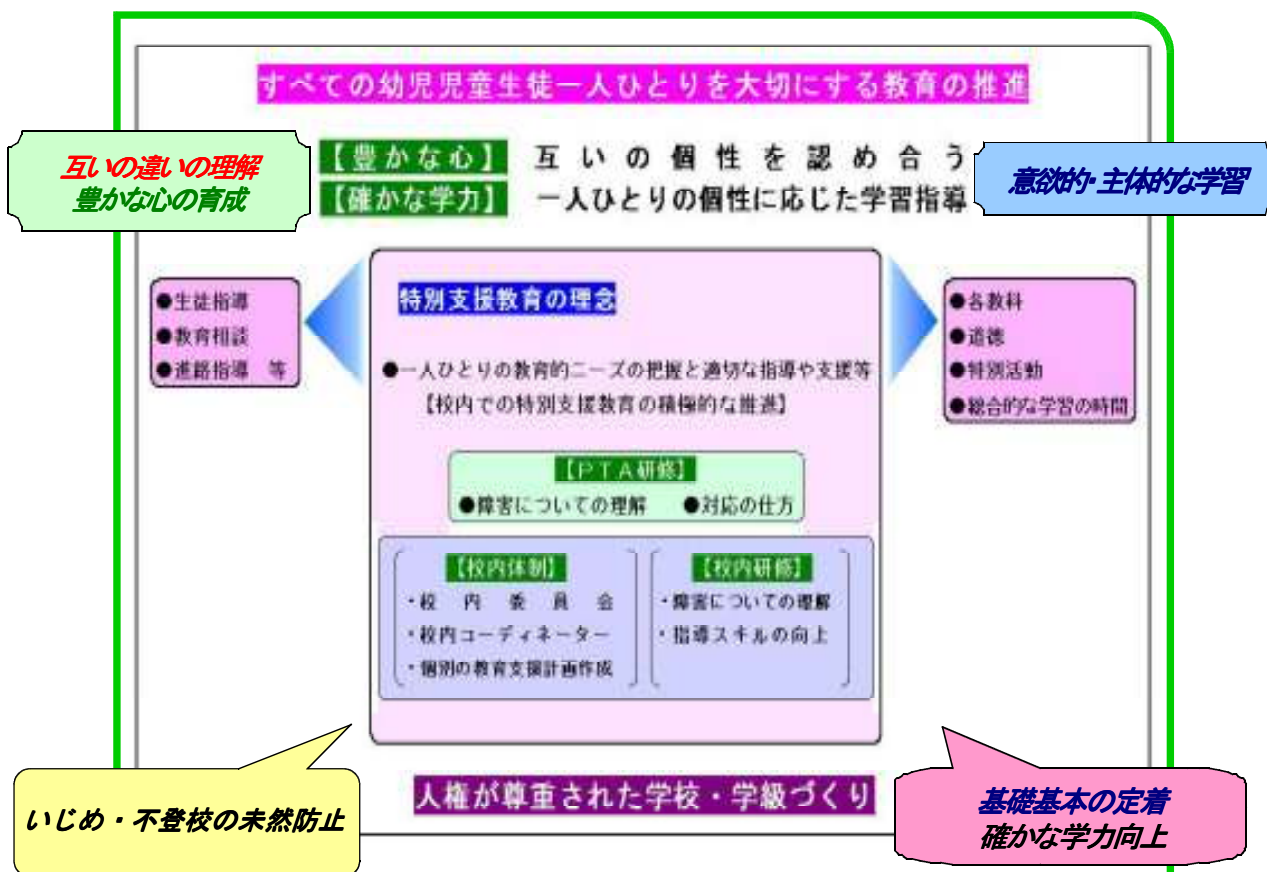 すべての幼児児童生徒一人ひとりを大切にする教育の推進
互いの違いの理解
豊かな心の育成
【豊かな心】 互いの個性を認め合う
【確かな学力】 一人ひとりの個性に応じた学習指導
意欲的・主体的な学習
●生徒指導
●教育相談
●進路指導 等
特別支援教育の理念
●一人ひとりの教育的ニーズの把握と適切な指導や支援等
【校内での特別支援教育の積極的な推進】
●各教科
●道徳
●特別活動
●総合的な学習の時間
【PTA研修】
●障害についての理解 ●対応の仕方
【校内体制】
・校内委員会
・校内コーディネーター
・個別の教育支援計画作成
【校内研修】
・障害についての理解
・指導スキルの向上
いじめ・不登校の未然防止
人権が尊重された学校・学級づくり
基礎基本の定着
確かな学力向上